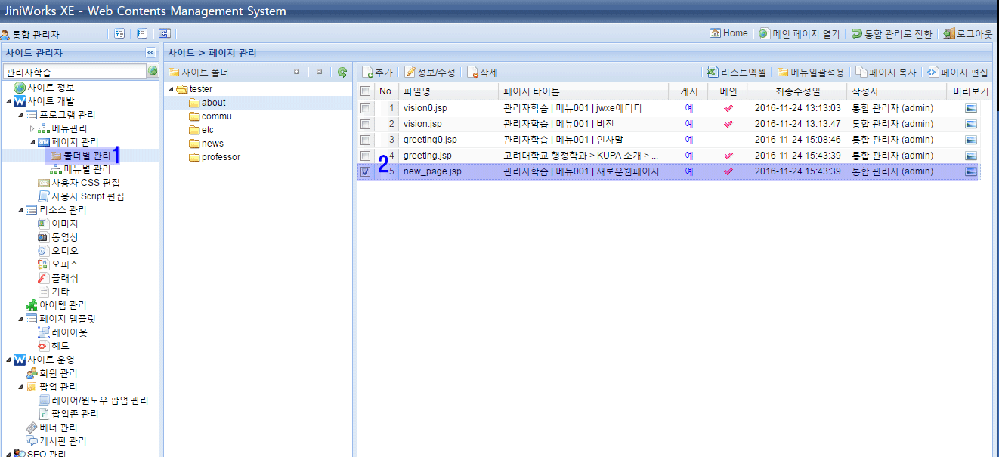 JiniWorks XE - Web Contents Management System
통합 관리자
Home 메인 페이지 열기 통합 관리로 전환 로그아웃
사이트 관리자
관리자학습
사이트 정보
사이트 개발
프로그램 관리
메뉴관리
페이지 관리
폴더별 관리 1
메뉴별 관리
사용자 CSS 편집
사용자 Script 편집
리소스 관리
이미지
동영상
오디오
오피스
플래쉬
기타
아이템 관리
페이지 템플릿
레이아웃
헤드
사이트 운영
회원 관리
팝업 관리
레이어/윈도우 팝업 관리
팝업존 관리
베너 관리
게시판 관리
SEO 관리
사이트 > 페이지 관리
사이트 폴더
tester
about
commu
etc
news
professor
추가 정보/수정 삭제 리스트엑셀 메뉴일괄적용 페이지 복사 페이지 편집
No 파일명 페이지 타이틀 게시 메인 최종수정일 작성자 미리보기
1 vision0.jsp 관리자학습 | 메뉴001 | jwxe에디터 예 2016-11-24 13:13:03 통합 관리자 (admin)
2 vision.jsp 관리자학습 | 메뉴001 | 비전 예 2016-11-24 13:13:47 통합 관리자 (admin)
3 greeting0.jsp 관리자학습 | 메뉴001 | 인사말 예 2016-11-24 15:08:46 통합 관리자 (admin)
4 greeting.jsp 고려대학교 행정학과 > KUPA 소개 > ... 예 2016-11-24 15:43:39 통합 관리자 (admin)
2 5 new_page.jsp 관리자학습 | 메뉴001 | 새로운웹페이지 예 2016-11-24 15:43:39 통합 관리자 (admin)